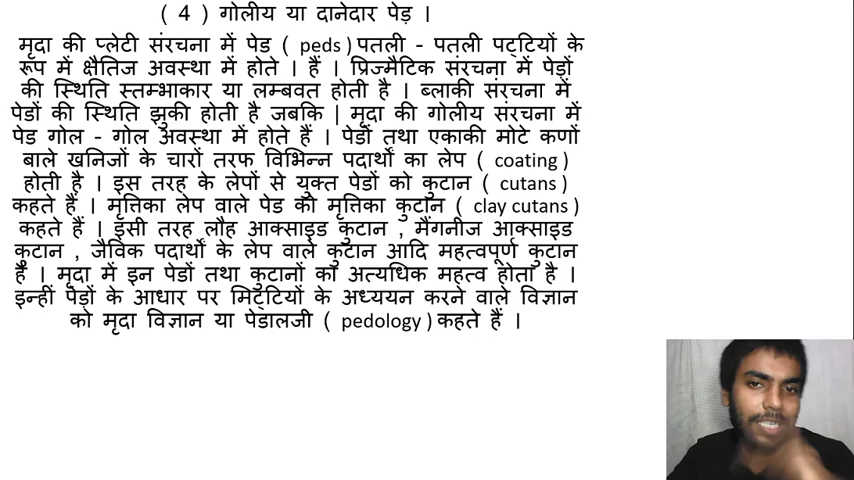 ( 4 ) गोलीय या दानेदार पेड़ ।
मृदा की प्लेटी संरचना में पेड ( peds ) पतली - पतली पट्टियों के
रूप में क्षैतिज अवस्था में होते । हैं । प्रिज्मैटिक संरचना में पेड़ों
की स्थिति स्तम्भाकार या लम्बवत होती है । ब्लाकी संरचना में
पेडों की स्थिति झुकी होती है जबकि | मृदा की गोलीय संरचना में
पेड गोल - गोल अवस्था में होते हैं । पेडों तथा एकाकी मोटे कणों
बाले खनिजों के चारों तरफ विभिन्न पदार्थों का लेप ( coating )
होती है । इस तरह के लेपों से युक्त पेडों को कुटान ( cutans )
कहते हैं । मृत्तिका लेप वाले पेड को मृत्तिका कुटान ( clay cutans )
कहते हैं । इसी तरह लौह आक्साइड कुटान , मैंगनीज आक्साइड
कुटान , जैविक पदार्थों के लेप वाले कुटान आदि महत्वपूर्ण कुटान
हैं । मृदा में इन पेडों तथा कुटानों का अत्यधिक महत्व होता है ।
इन्हीं पेड़ों के आधार पर मिट्टियों के अध्ययन करने वाले विज्ञान
को मृदा विज्ञान या पेडालजी ( pedology ) कहते हैं ।